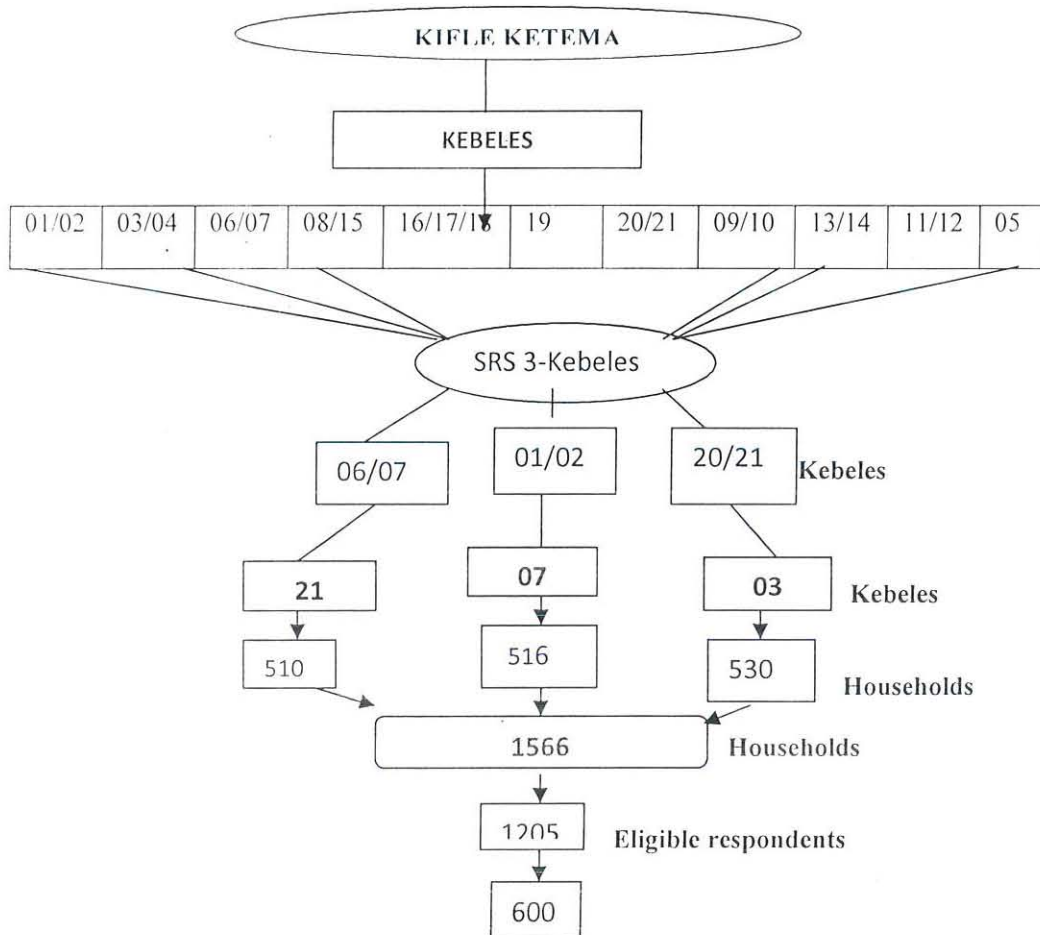 KIFLE KETEMA
KEBELES
01/02 03/04 06/07 08/15 16/17/18 19 20/21 09/10 13/14 11/12 05
SRS 3-Kebeles
06/07 01/02 20/21 Kebeles
21 07 03 Kebeles
510 516 530 Households
1566 Households
1205 Eligible respondents
600